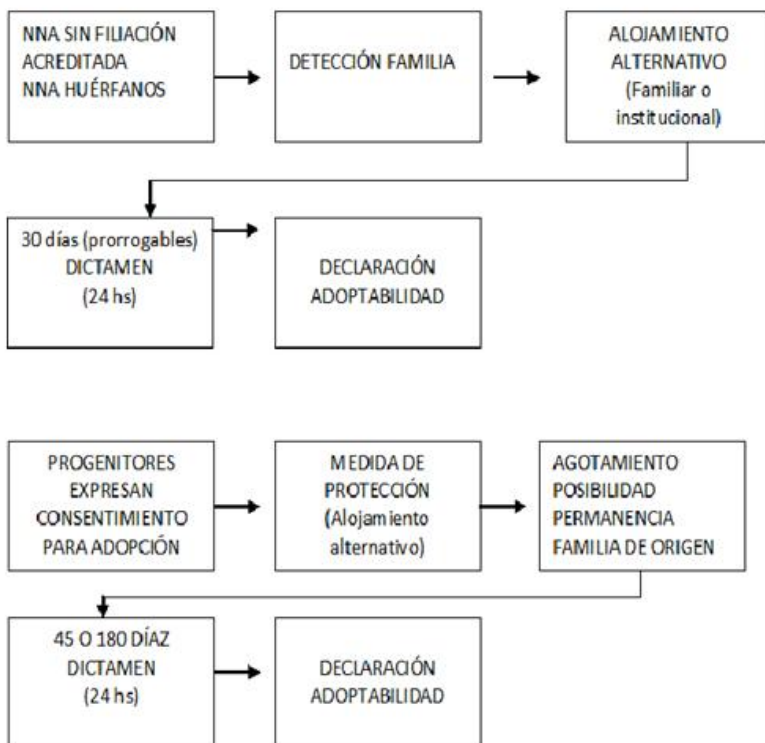 NNA SIN FILIACIÓN
ACREDITADA
NNA HUÉRFANOS
DETECCIÓN FAMILIA
ALOJAMIENTO
ALTERNATIVO
(Familiar o
institucional)
30 días (prorrogables)
DICTAMEN
(24 hs)
DECLARACIÓN
ADOPTABILIDAD
PROGENITORES
EXPRESAN
CONSENTIMIENTO
PARA ADOPCIÓN
MEDIDA DE
PROTECCIÓN
(Alojamiento
alternativo)
AGOTAMIENTO
POSIBILIDAD
PERMANENCIA
FAMILIA DE ORIGEN
45 O 180 DÍAZ
DICTAMEN
(24 hs)
DECLARACIÓN
ADOPTABILIDAD